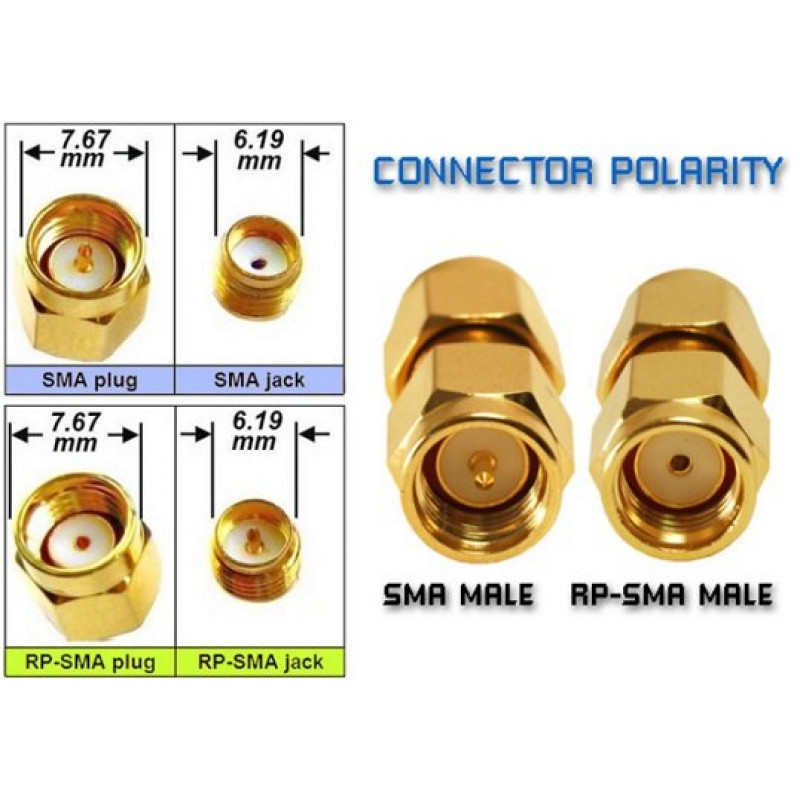 7.67
mm
6.19
mm
CONNECTOR POLARITY
SMA plug
SMA jack
7.67
mm
6.19
mm
SMA MALE
RP-SMA MALE
RP-SMA plug
RP-SMA jack